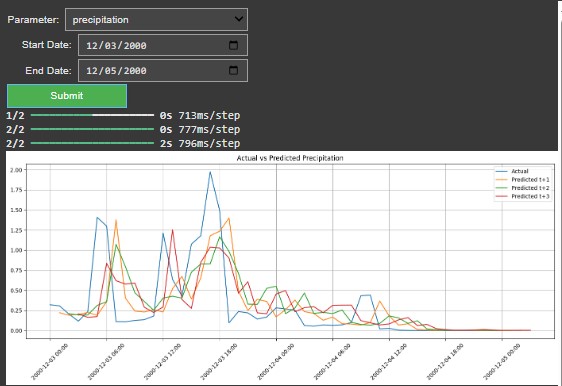 Parameter: precipitation
Start Date: 12/03/2000
End Date: 12/05/2000
Submit
1/2 0s 713ms/step
2/2 0s 777ms/step
2/2 2s 796ms/step
Actual vs Predicted Precipitation
Actual
Predicted t+1
Predicted t+2
Predicted t+3
2.00
1.75
1.50
1.25
1.00
0.75
0.50
0.25
0.00
2000-12-03 00:00
2000-12-03 06:00
2000-12-03 12:00
2000-12-03 18:00
2000-12-04 00:00
2000-12-04 06:00
2000-12-04 12:00
2000-12-04 18:00
2000-12-05 00:00